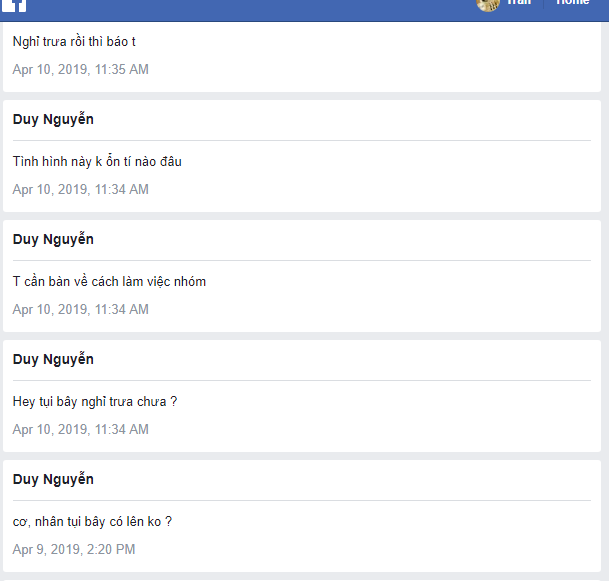 Tran Home
Nghỉ trưa rồi thì báo t
Apr 10, 2019, 11:35 AM
Duy Nguyễn
Tình hình này k ổn tí nào đâu
Apr 10, 2019, 11:34 AM
Duy Nguyễn
T cần bàn về cách làm việc nhóm
Apr 10, 2019, 11:34 AM
Duy Nguyễn
Hey tụi bây nghỉ trưa chưa ?
Apr 10, 2019, 11:34 AM
Duy Nguyễn
cơ, nhân tụi bây có lên ko ?
Apr 9, 2019, 2:20 PM